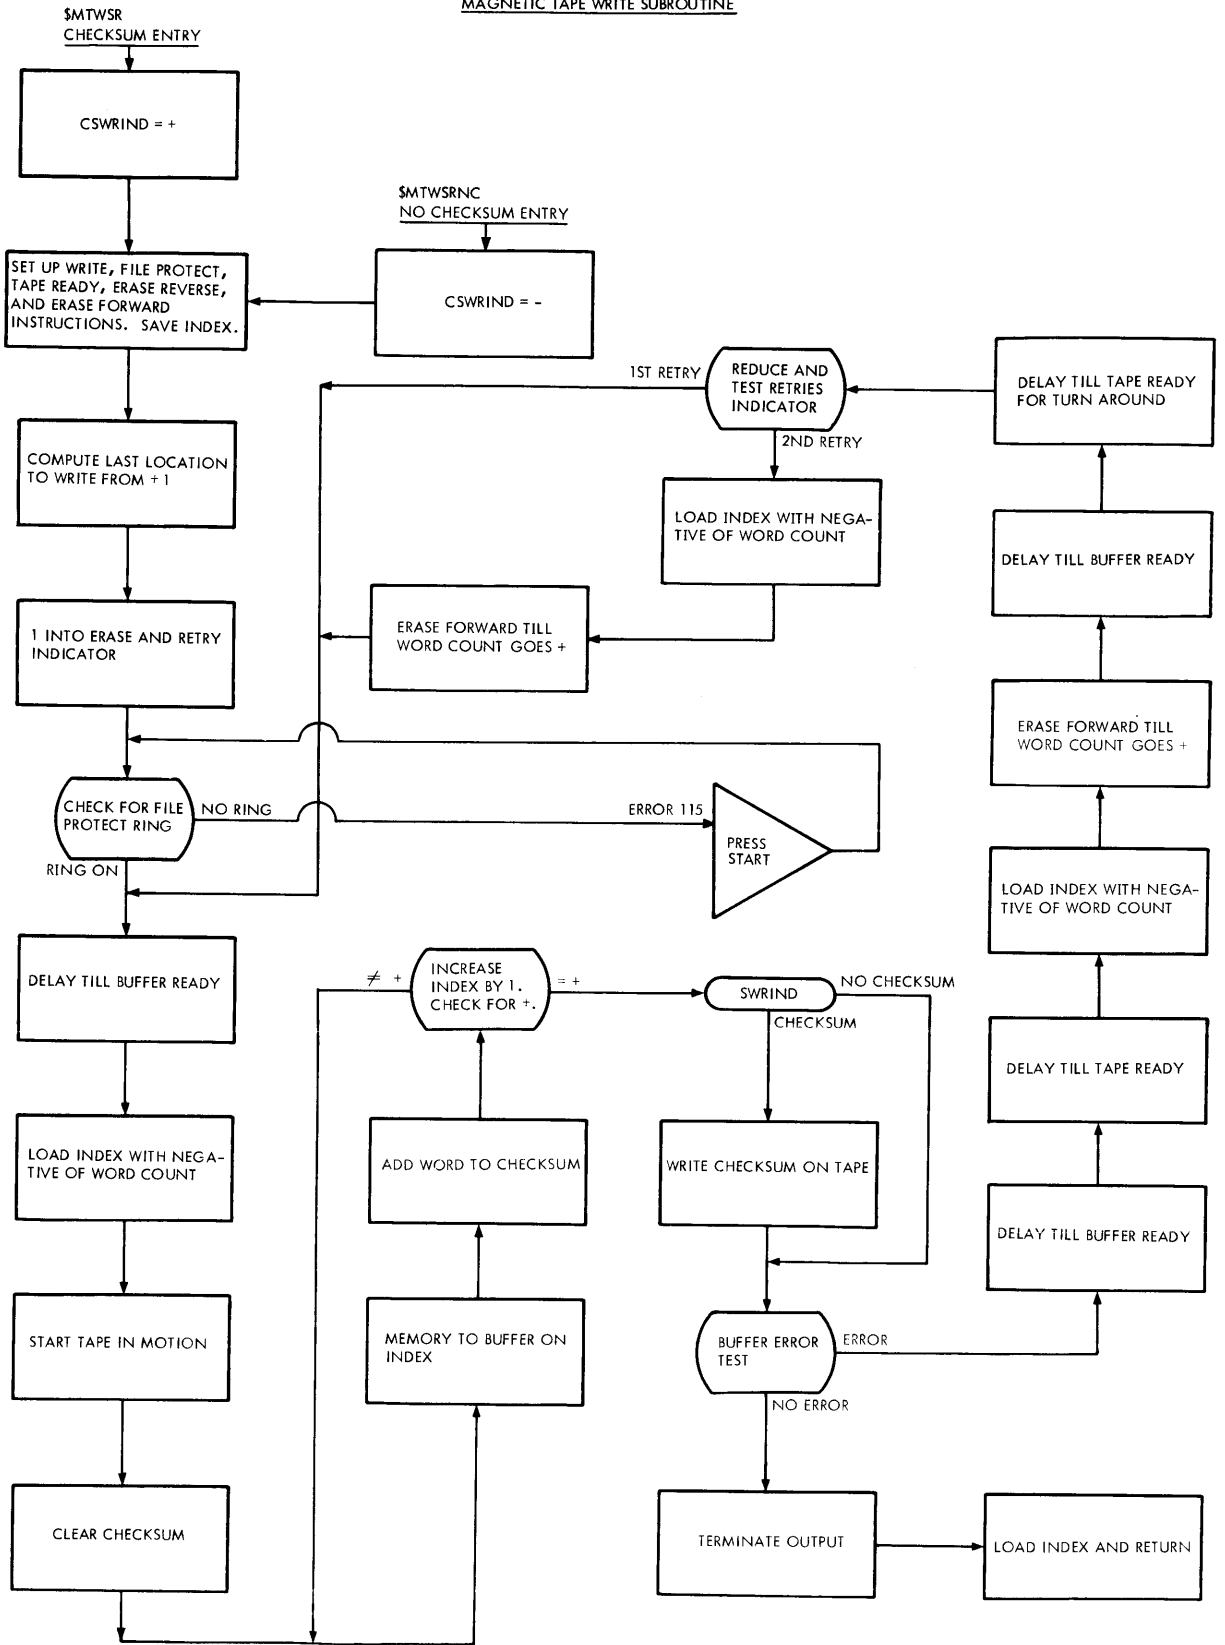 MAGNETIC TAPE WRITE SUBROUTINE
$MTWSR
CHECKSUM ENTRY
CSWRIND = +
$MTWSRNC
NO CHECKSUM ENTRY
CSWRIND = -
SET UP WRITE, FILE PROTECT,
TAPE READY, ERASE REVERSE,
AND ERASE FORWARD
INSTRUCTIONS. SAVE INDEX.
COMPUTE LAST LOCATION
TO WRITE FROM + 1
1 INTO ERASE AND RETRY
INDICATOR
CHECK FOR FILE
PROTECT RING
NO RING
RING ON
ERROR 115
PRESS
START
1ST RETRY
REDUCE AND
TEST RETRIES
INDICATOR
2ND RETRY
LOAD INDEX WITH NEGA-
TIVE OF WORD COUNT
ERASE FORWARD TILL
WORD COUNT GOES +
DELAY TILL TAPE READY
FOR TURN AROUND
DELAY TILL BUFFER READY
ERASE FORWARD TILL
WORD COUNT GOES +
LOAD INDEX WITH NEGA-
TIVE OF WORD COUNT
DELAY TILL TAPE READY
DELAY TILL BUFFER READY
DELAY TILL BUFFER READY
LOAD INDEX WITH NEGA-
TIVE OF WORD COUNT
START TAPE IN MOTION
CLEAR CHECKSUM
≠ +
INCREASE
INDEX BY 1.
CHECK FOR +.
= +
ADD WORD TO CHECKSUM
MEMORY TO BUFFER ON
INDEX
SWRIND
NO CHECKSUM
CHECKSUM
WRITE CHECKSUM ON TAPE
BUFFER ERROR
TEST
ERROR
NO ERROR
TERMINATE OUTPUT
LOAD INDEX AND RETURN